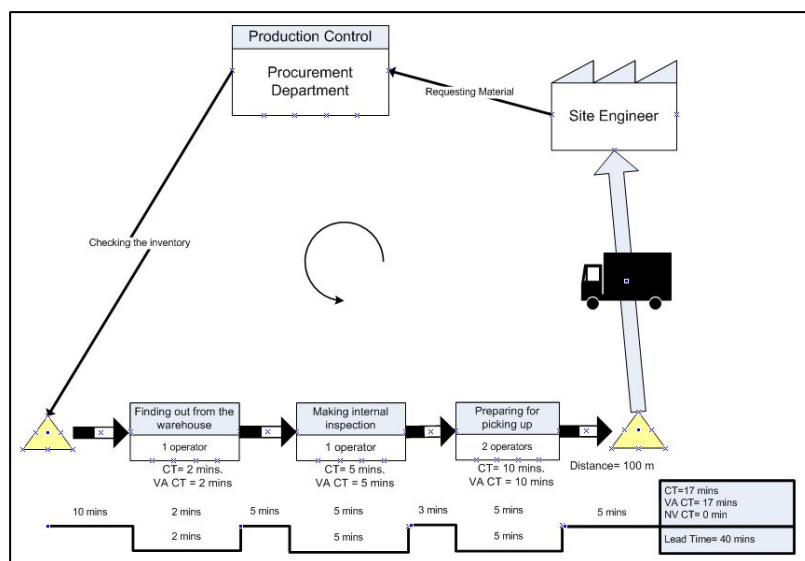 Production Control
Procurement
Department
Requesting Material
Site Engineer
Checking the inventory
Finding out from the
warehouse
1 operator
CT= 2 mins.
VA CT = 2 mins
Making internal
inspection
1 operator
CT= 5 mins.
VA CT = 5 mins
Preparing for
picking up
2 operators
CT= 10 mins.
VA CT = 10 mins
Distance= 100 m
10 mins
2 mins
5 mins
5 mins
3 mins
5 mins
5 mins
2 mins
5 mins
5 mins
CT=17 mins
VA CT= 17 mins
NV CT= 0 min
Lead Time= 40 mins